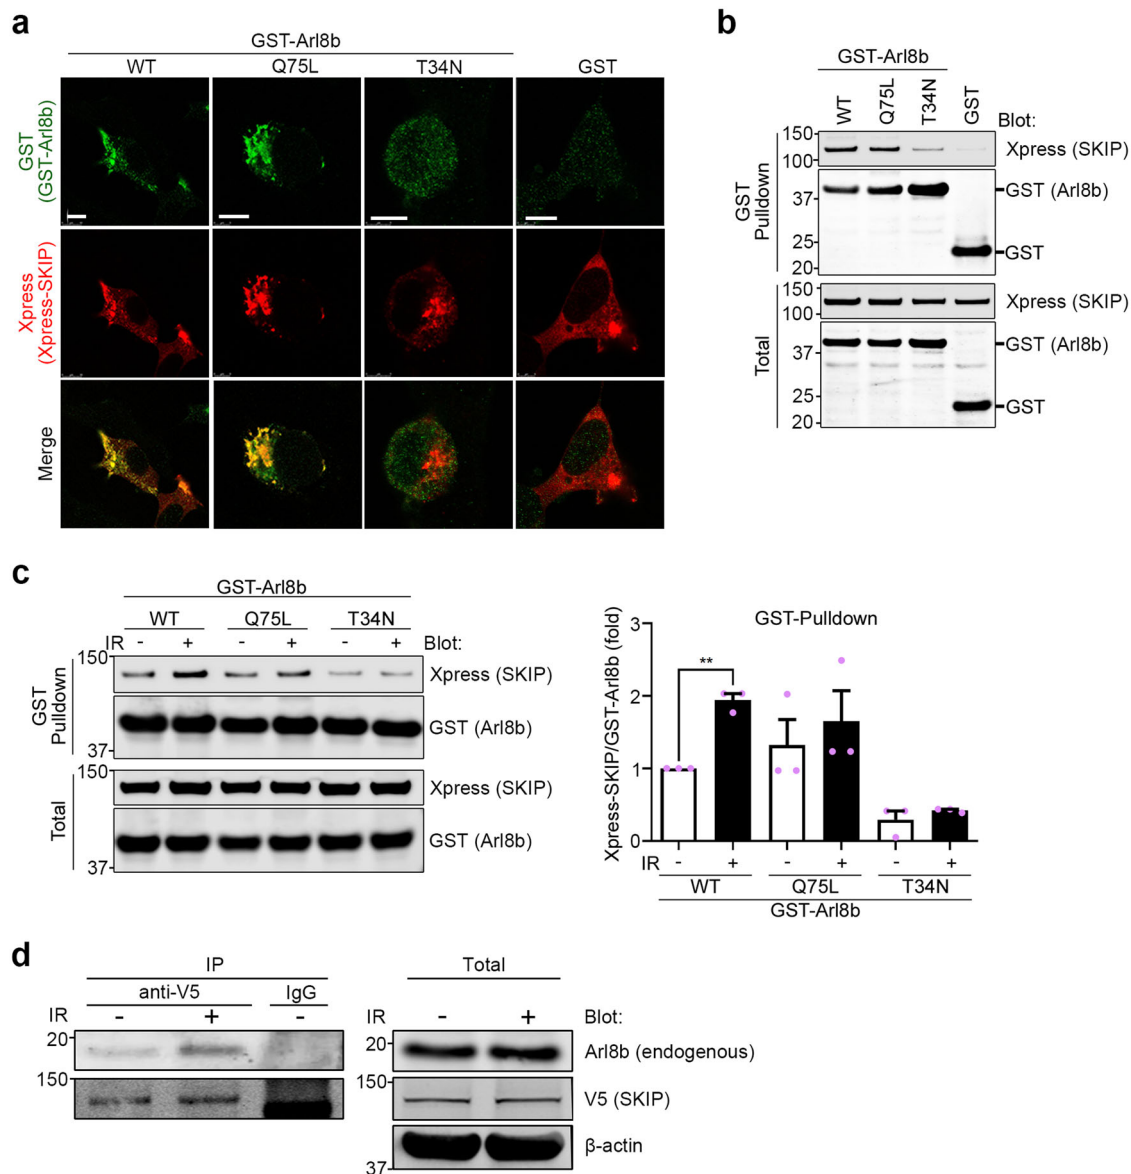 a
GST-Arl8b
WT Q75L T34N GST
GST
(GST-Arl8b)
Xpress
(Xpress-SKIP)
Merge
b
GST-Arl8b
WT Q75L T34N GST Blot:
GST
Pulldown
150
100
Xpress (SKIP)
37
GST (Arl8b)
25
20
GST
Total
150
100
Xpress (SKIP)
37
GST (Arl8b)
25
20
GST
c
GST-Arl8b
WT Q75L T34N
IR - + - + - + Blot:
GST
Pulldown
150
Xpress (SKIP)
GST (Arl8b)
37
Total
150
Xpress (SKIP)
GST (Arl8b)
37
GST-Pulldown
Xpress-SKIP/GST-Arl8b (fold)
3
2
1
0
**
IR - + - + - +
WT Q75L T34N
GST-Arl8b
d
IP
anti-V5 IgG
IR - + -
20
150
Total
IR - + Blot:
20
Arl8b (endogenous)
150
V5 (SKIP)
β-actin
37